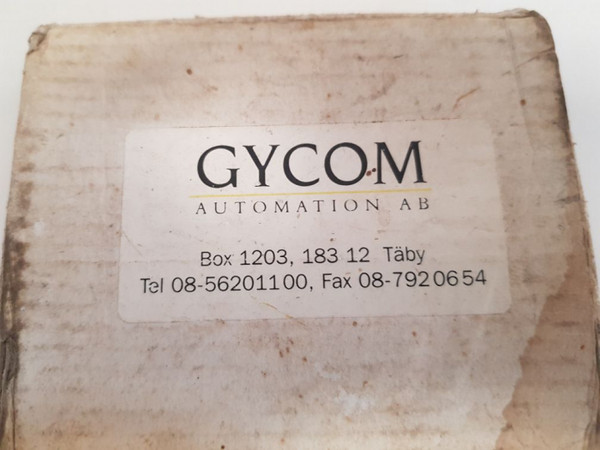 GYCOM
AUTOMATION AB
Box 1203, 183 12 Täby
Tel 08-56201100, Fax 08-7920654